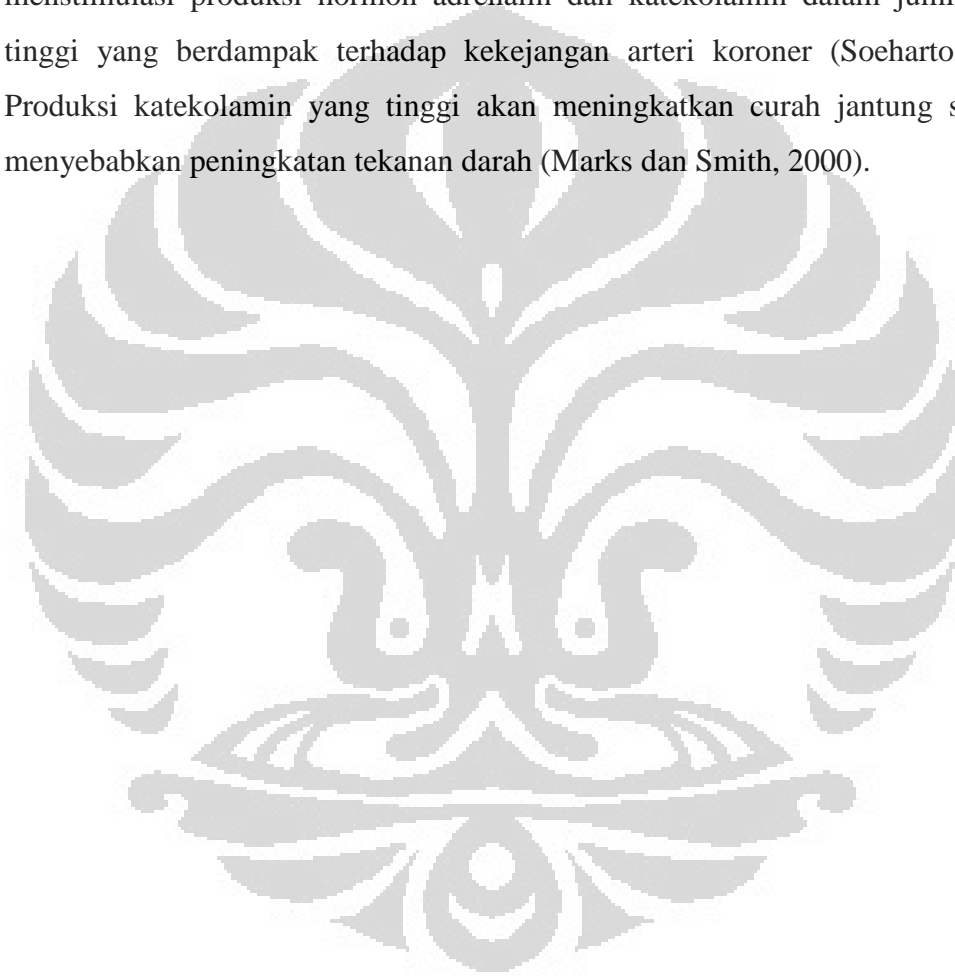 menstimulasi produksi hormon adrenalin dan katekolamin dalam
tinggi yang berdampak terhadap kekejangan arteri koroner (Soeharto
Produksi katekolamin yang tinggi akan meningkatkan curah jantung s
menyebabkan peningkatan tekanan darah (Marks dan Smith, 2000).